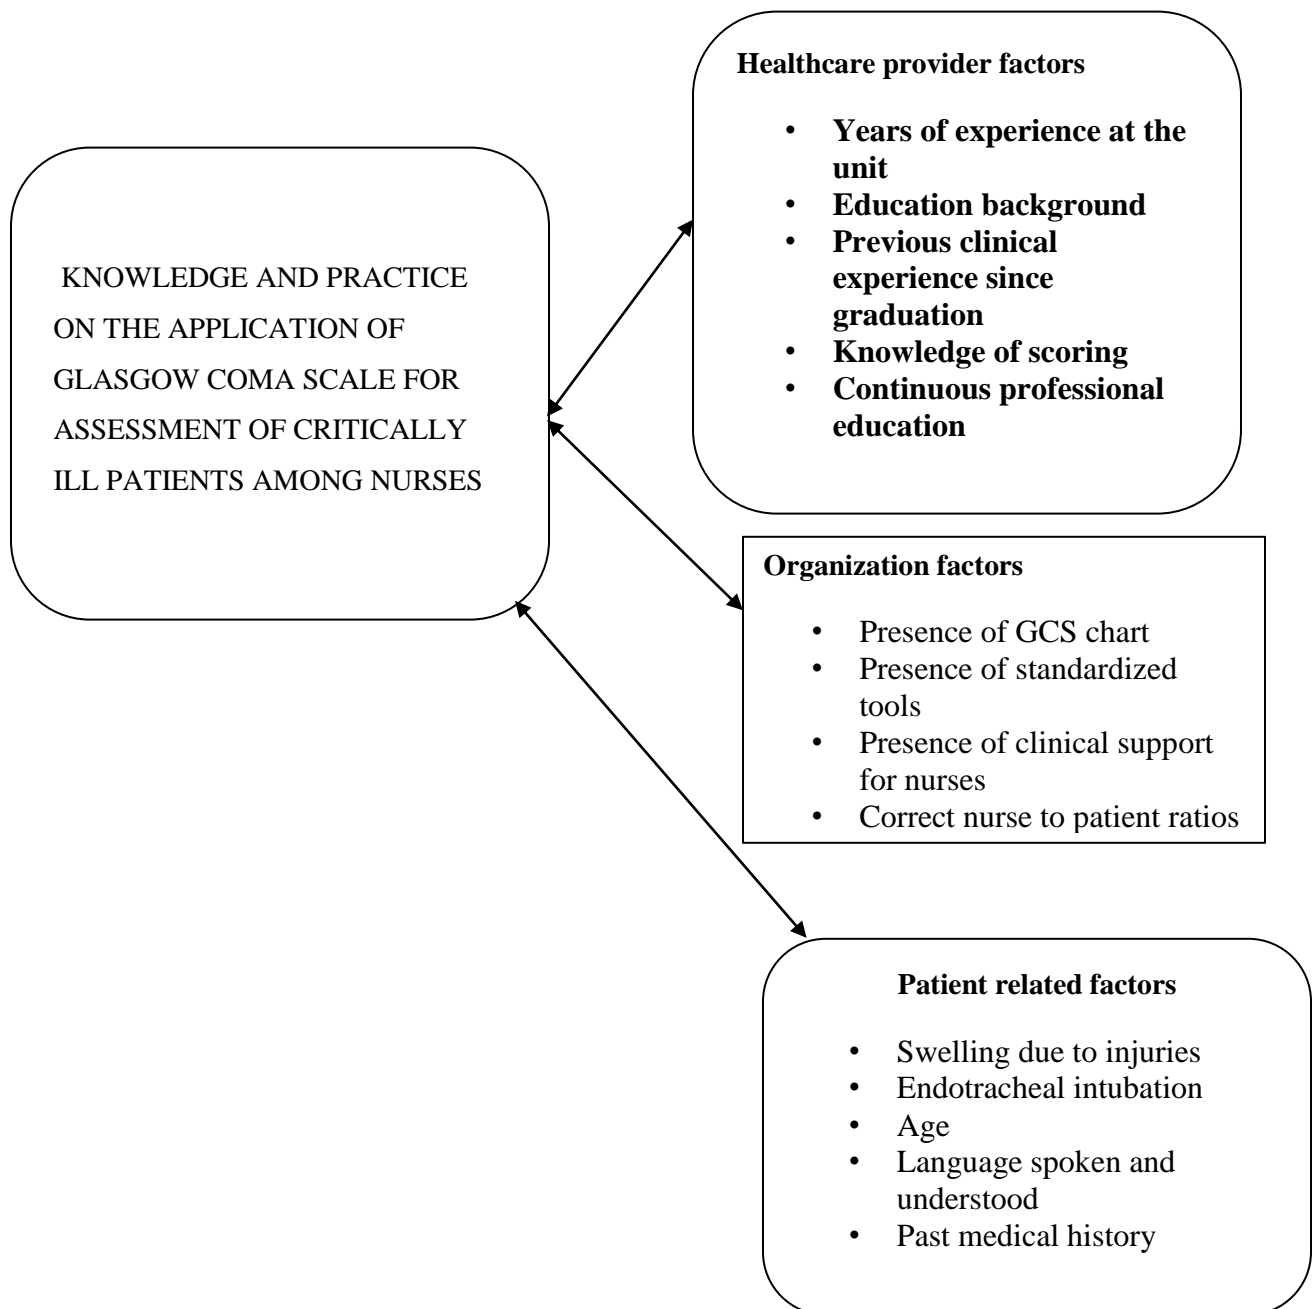 KNOWLEDGE AND PRACTICE
ON THE APPLICATION OF
GLASGOW COMA SCALE FOR
ASSESSMENT OF CRITICALLY
ILL PATIENTS AMONG NURSES
Healthcare provider factors
• Years of experience at the
unit
• Education background
• Previous clinical
experience since
graduation
• Knowledge of scoring
• Continuous professional
education
Organization factors
• Presence of GCS chart
• Presence of standardized
tools
• Presence of clinical support
for nurses
• Correct nurse to patient ratios
Patient related factors
• Swelling due to injuries
• Endotracheal intubation
• Age
• Language spoken and
understood
• Past medical history